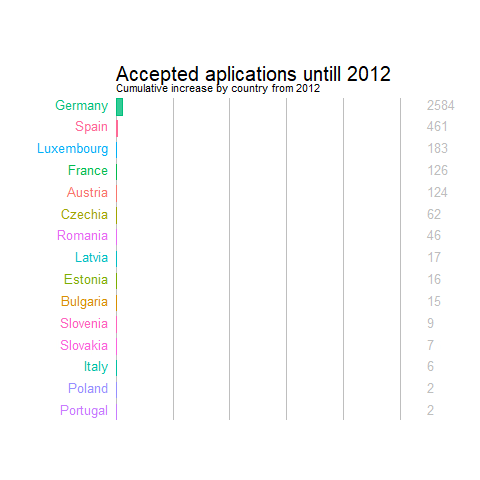 Accepted aplications untill 2012
Cumulative increase by country from 2012
Germany 2584
Spain 461
Luxembourg 183
France 126
Austria 124
Czechia 62
Romania 46
Latvia 17
Estonia 16
Bulgaria 15
Slovenia 9
Slovakia 7
Italy 6
Poland 2
Portugal 2